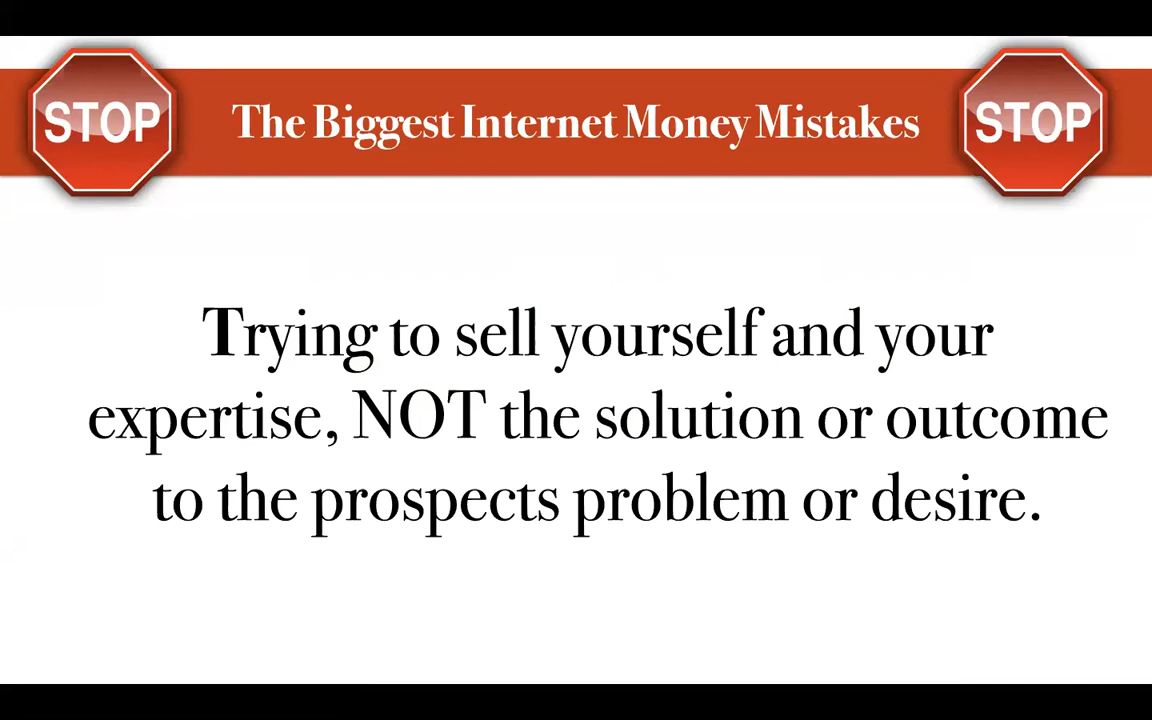 STOP
The Biggest Internet Money Mistakes
STOP
Trying to sell yourself and your
expertise, NOT the solution or outcome
to the prospects problem or desire.